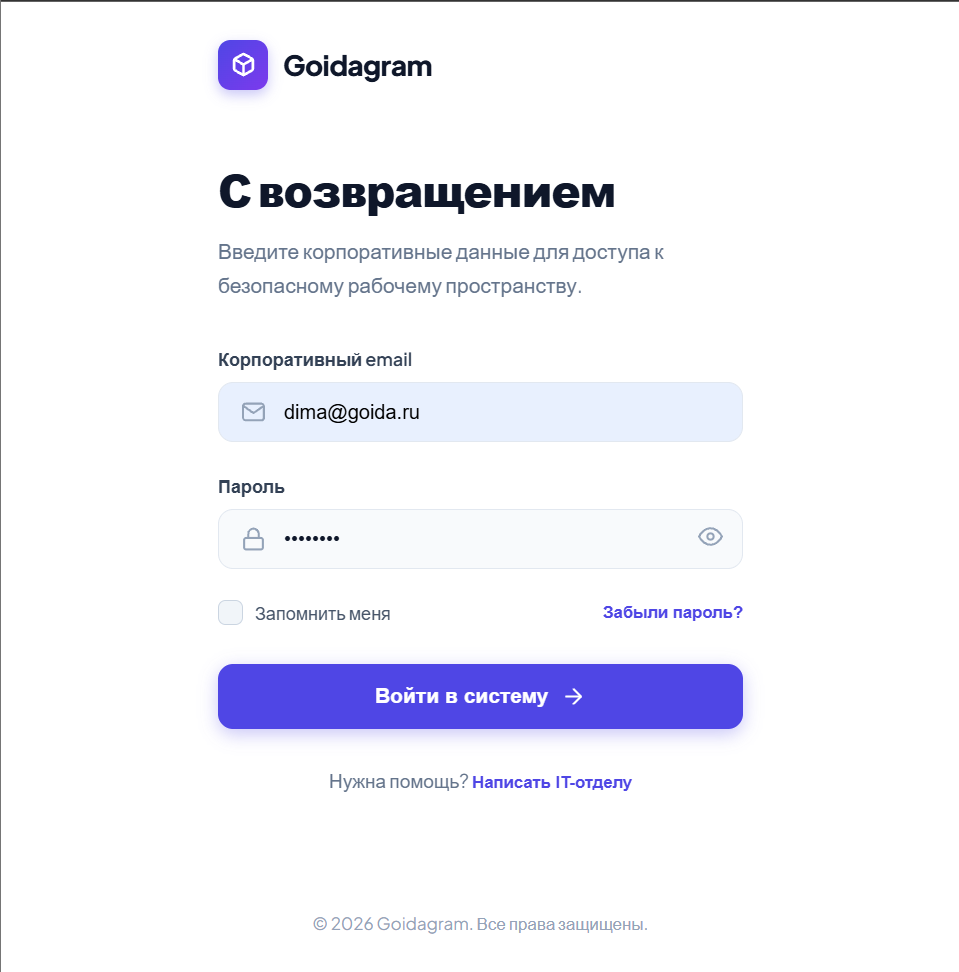 Goidagram
С возвращением
Введите корпоративные данные для доступа к
безопасному рабочему пространству.
Корпоративный email
dima@goida.ru
Пароль
••••••••
Запомнить меня
Забыли пароль?
Войти в систему →
Нужна помощь? Написать IT-отделу
© 2026 Goidagram. Все права защищены.